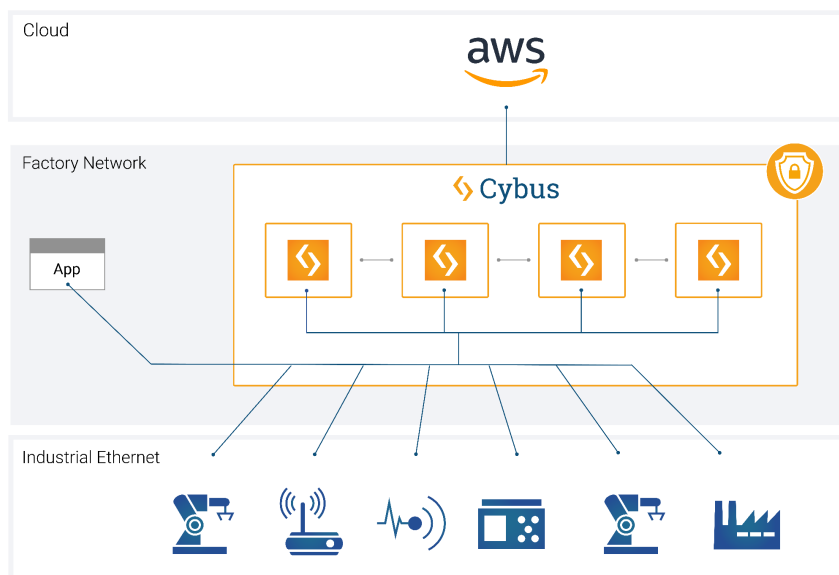 Cloud
aws
Factory Network
Cybus
App
Industrial Ethernet